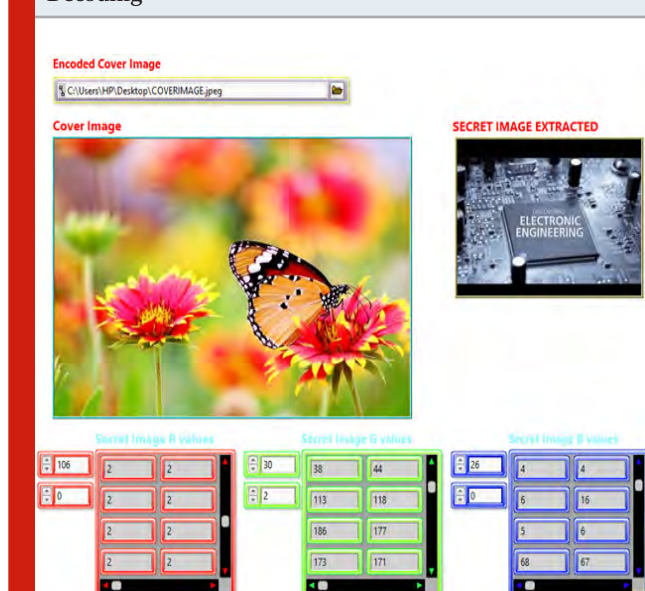 Decoding
Encoded Cover Image
C:\Users\HP\Desktop\COVERIMAGE.jpeg
Cover Image
SECRET IMAGE EXTRACTED
ELECTRONIC
ENGINEERING
Secret Image R values
Secret Image G values
Secret Image B values
106 2 2 30 38 44 26 4 4
0 2 2 2 113 118 0 6 16
2 2 186 177 5 6
2 2 173 171 68 67